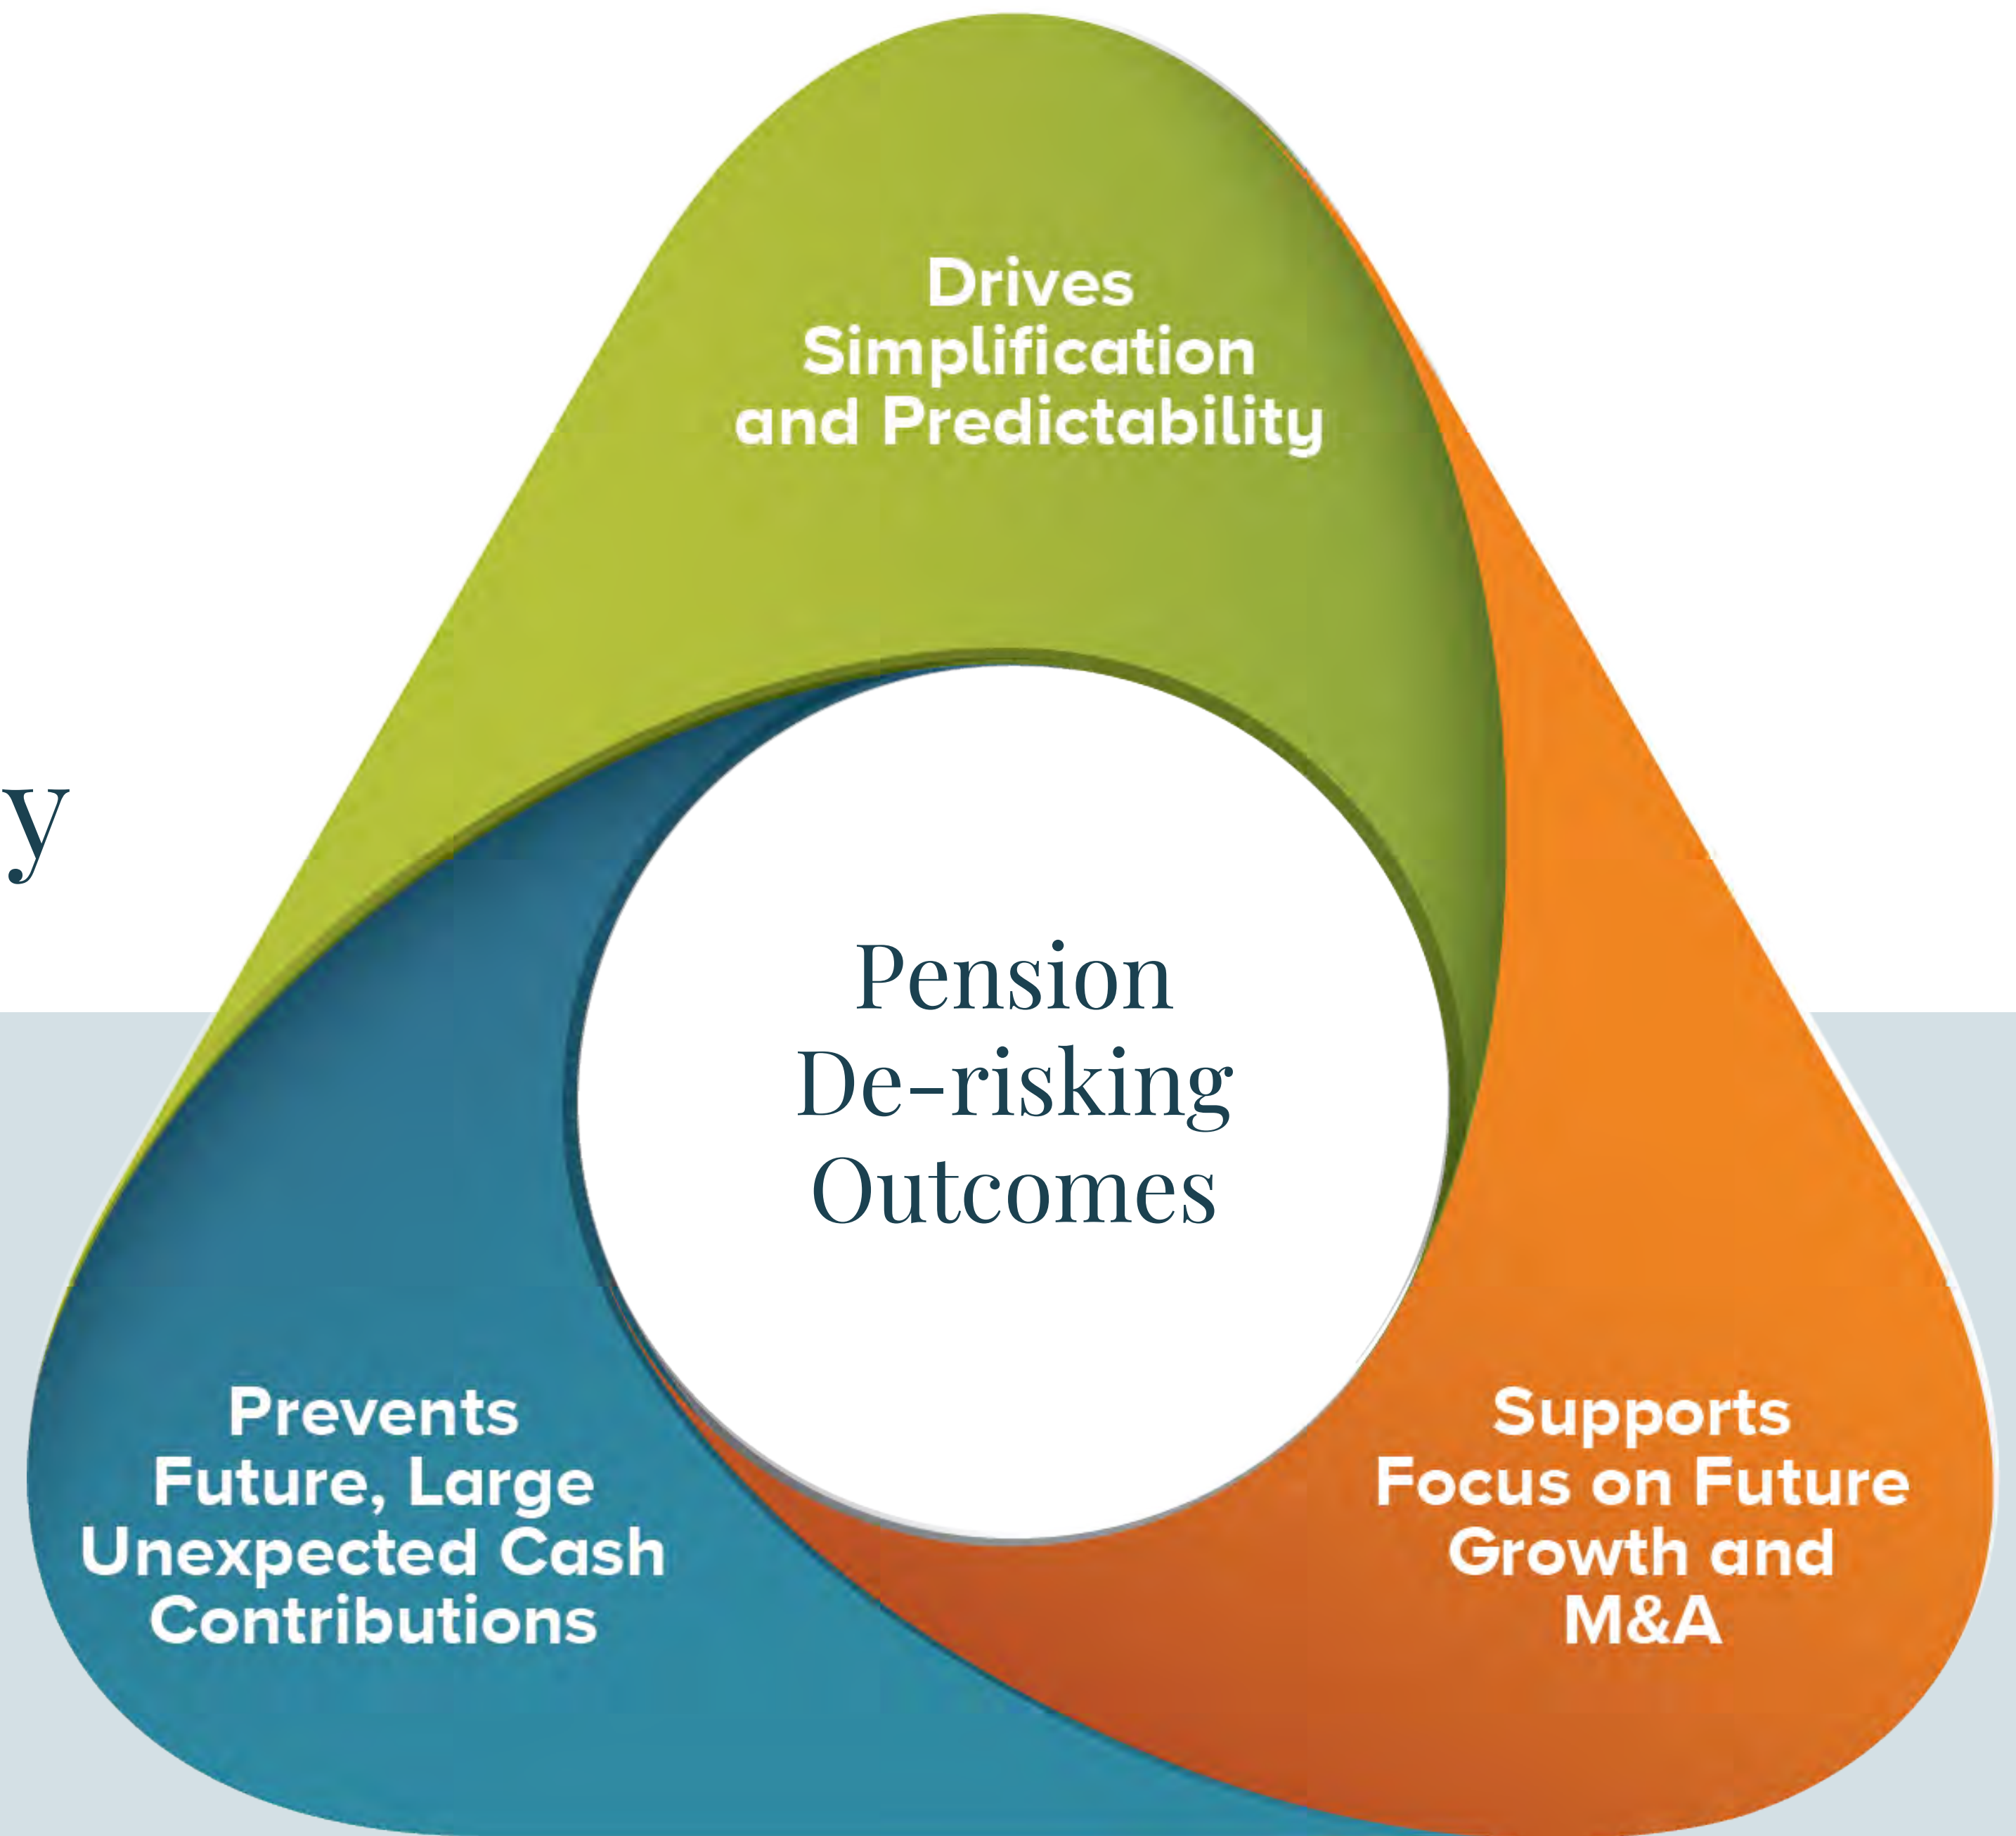 Drives
Simplification
and Predictability
y
Pension
De-risking
Outcomes
Prevents
Future, Large
Unexpected Cash
Contributions
Supports
Focus on Future
Growth and
M&A